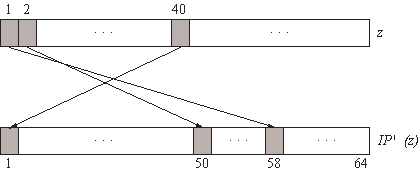 1 2 40
. . . . . . z
. . . . . . . . . IP' (z)
1 50 58 64